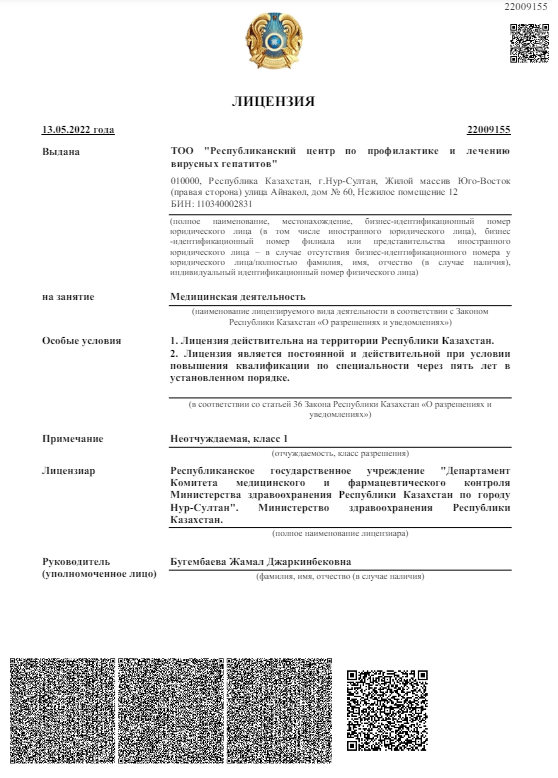 22009155
ЛИЦЕНЗИЯ
13.05.2022 года 22009155
Выдана ТОО "Республиканский центр по профилактике и лечению
вирусных гепатитов"
010000, Республика Казахстан, г.Нур-Султан, Жилой массив Юго-Восток
(правая сторона) улица Айнакол, дом № 60, Нежилое помещение 12
БИН: 110340002831
(полное наименование, местонахождение, бизнес-идентификационный номер
юридического лица (в том числе иностранного юридического лица), бизнес
-идентификационный номер филиала или представительства иностранного
юридического лица – в случае отсутствия бизнес-идентификационного номера у
юридического лица/полностью фамилия, имя, отчество (в случае наличия),
индивидуальный идентификационный номер физического лица)
на занятие Медицинская деятельность
(наименование лицензируемого вида деятельности в соответствии с Законом
Республики Казахстан «О разрешениях и уведомлениях»)
Особые условия 1. Лицензия действительна на территории Республики Казахстан.
2. Лицензия является постоянной и действительной при условии
повышения квалификации по специальности через пять лет в
установленном порядке.
(в соответствии со статьей 36 Закона Республики Казахстан «О разрешениях и
уведомлениях»)
Примечание Неотчуждаемая, класс 1
(отчуждаемость, класс разрешения)
Лицензиар Республиканское государственное учреждение "Департамент
Комитета медицинского и фармацевтического контроля
Министерства здравоохранения Республики Казахстан по городу
Нур-Султан". Министерство здравоохранения Республики
Казахстан.
(полное наименование лицензиара)
Руководитель Бугембаева Жамал Джаркинбековна
(уполномоченное лицо) (фамилия, имя, отчество (в случае наличия)